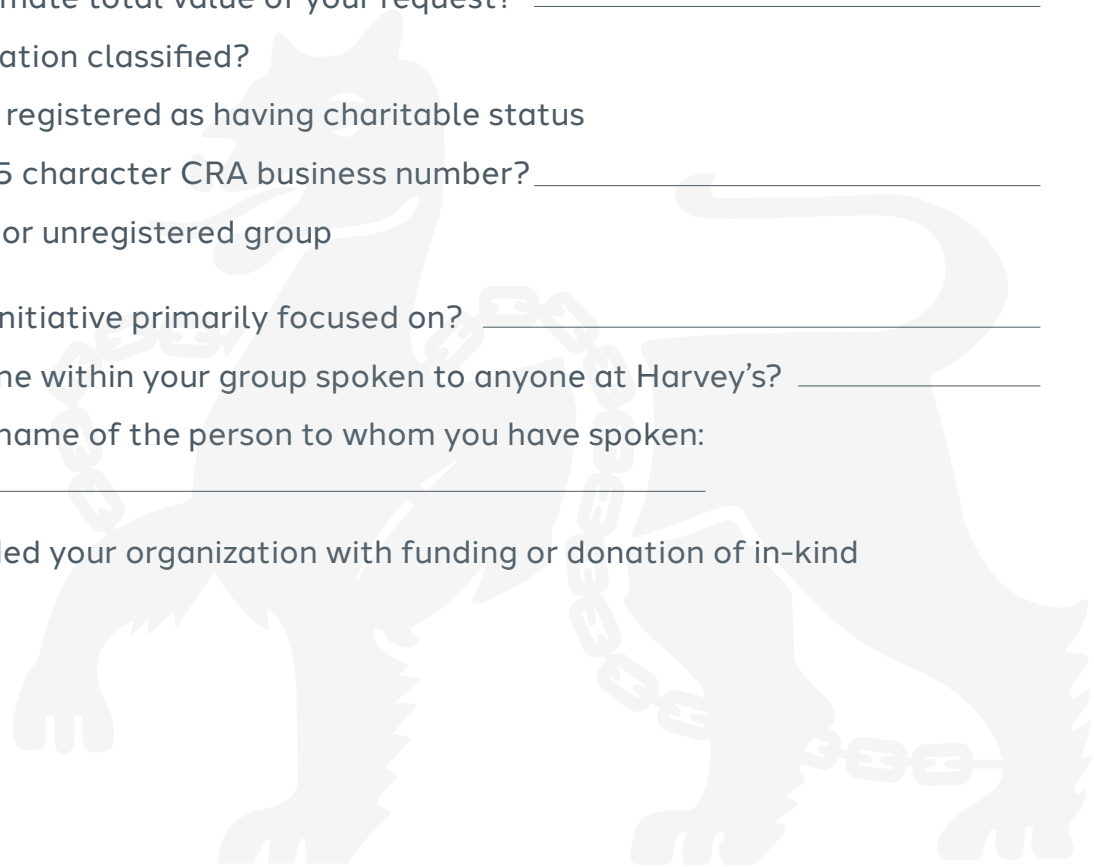 mate total value of your request?
ation classified?
registered as having charitable status
5 character CRA business number?
or unregistered group
nitiative primarily focused on?
ne within your group spoken to anyone at Harvey’s?
name of the person to whom you have spoken:
ded your organization with funding or donation of in-kind